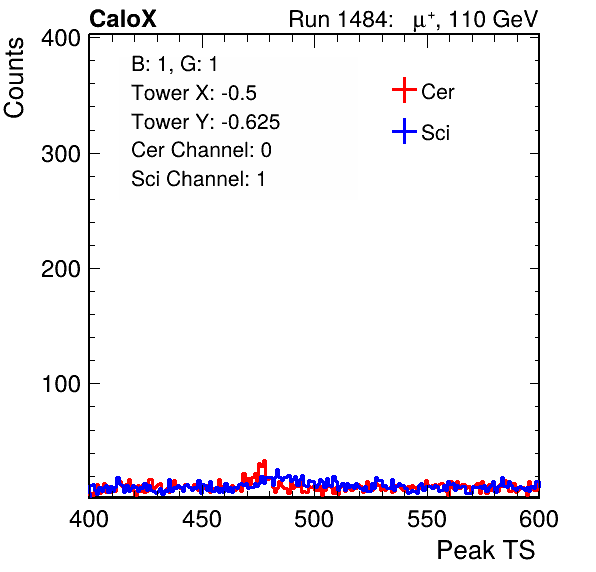 CaloX Run 1484: μ⁺, 110 GeV
Counts
400
300
200
100
B: 1, G: 1
Tower X: -0.5
Tower Y: -0.625
Cer Channel: 0
Sci Channel: 1
Cer
Sci
400 450 500 550 600
Peak TS